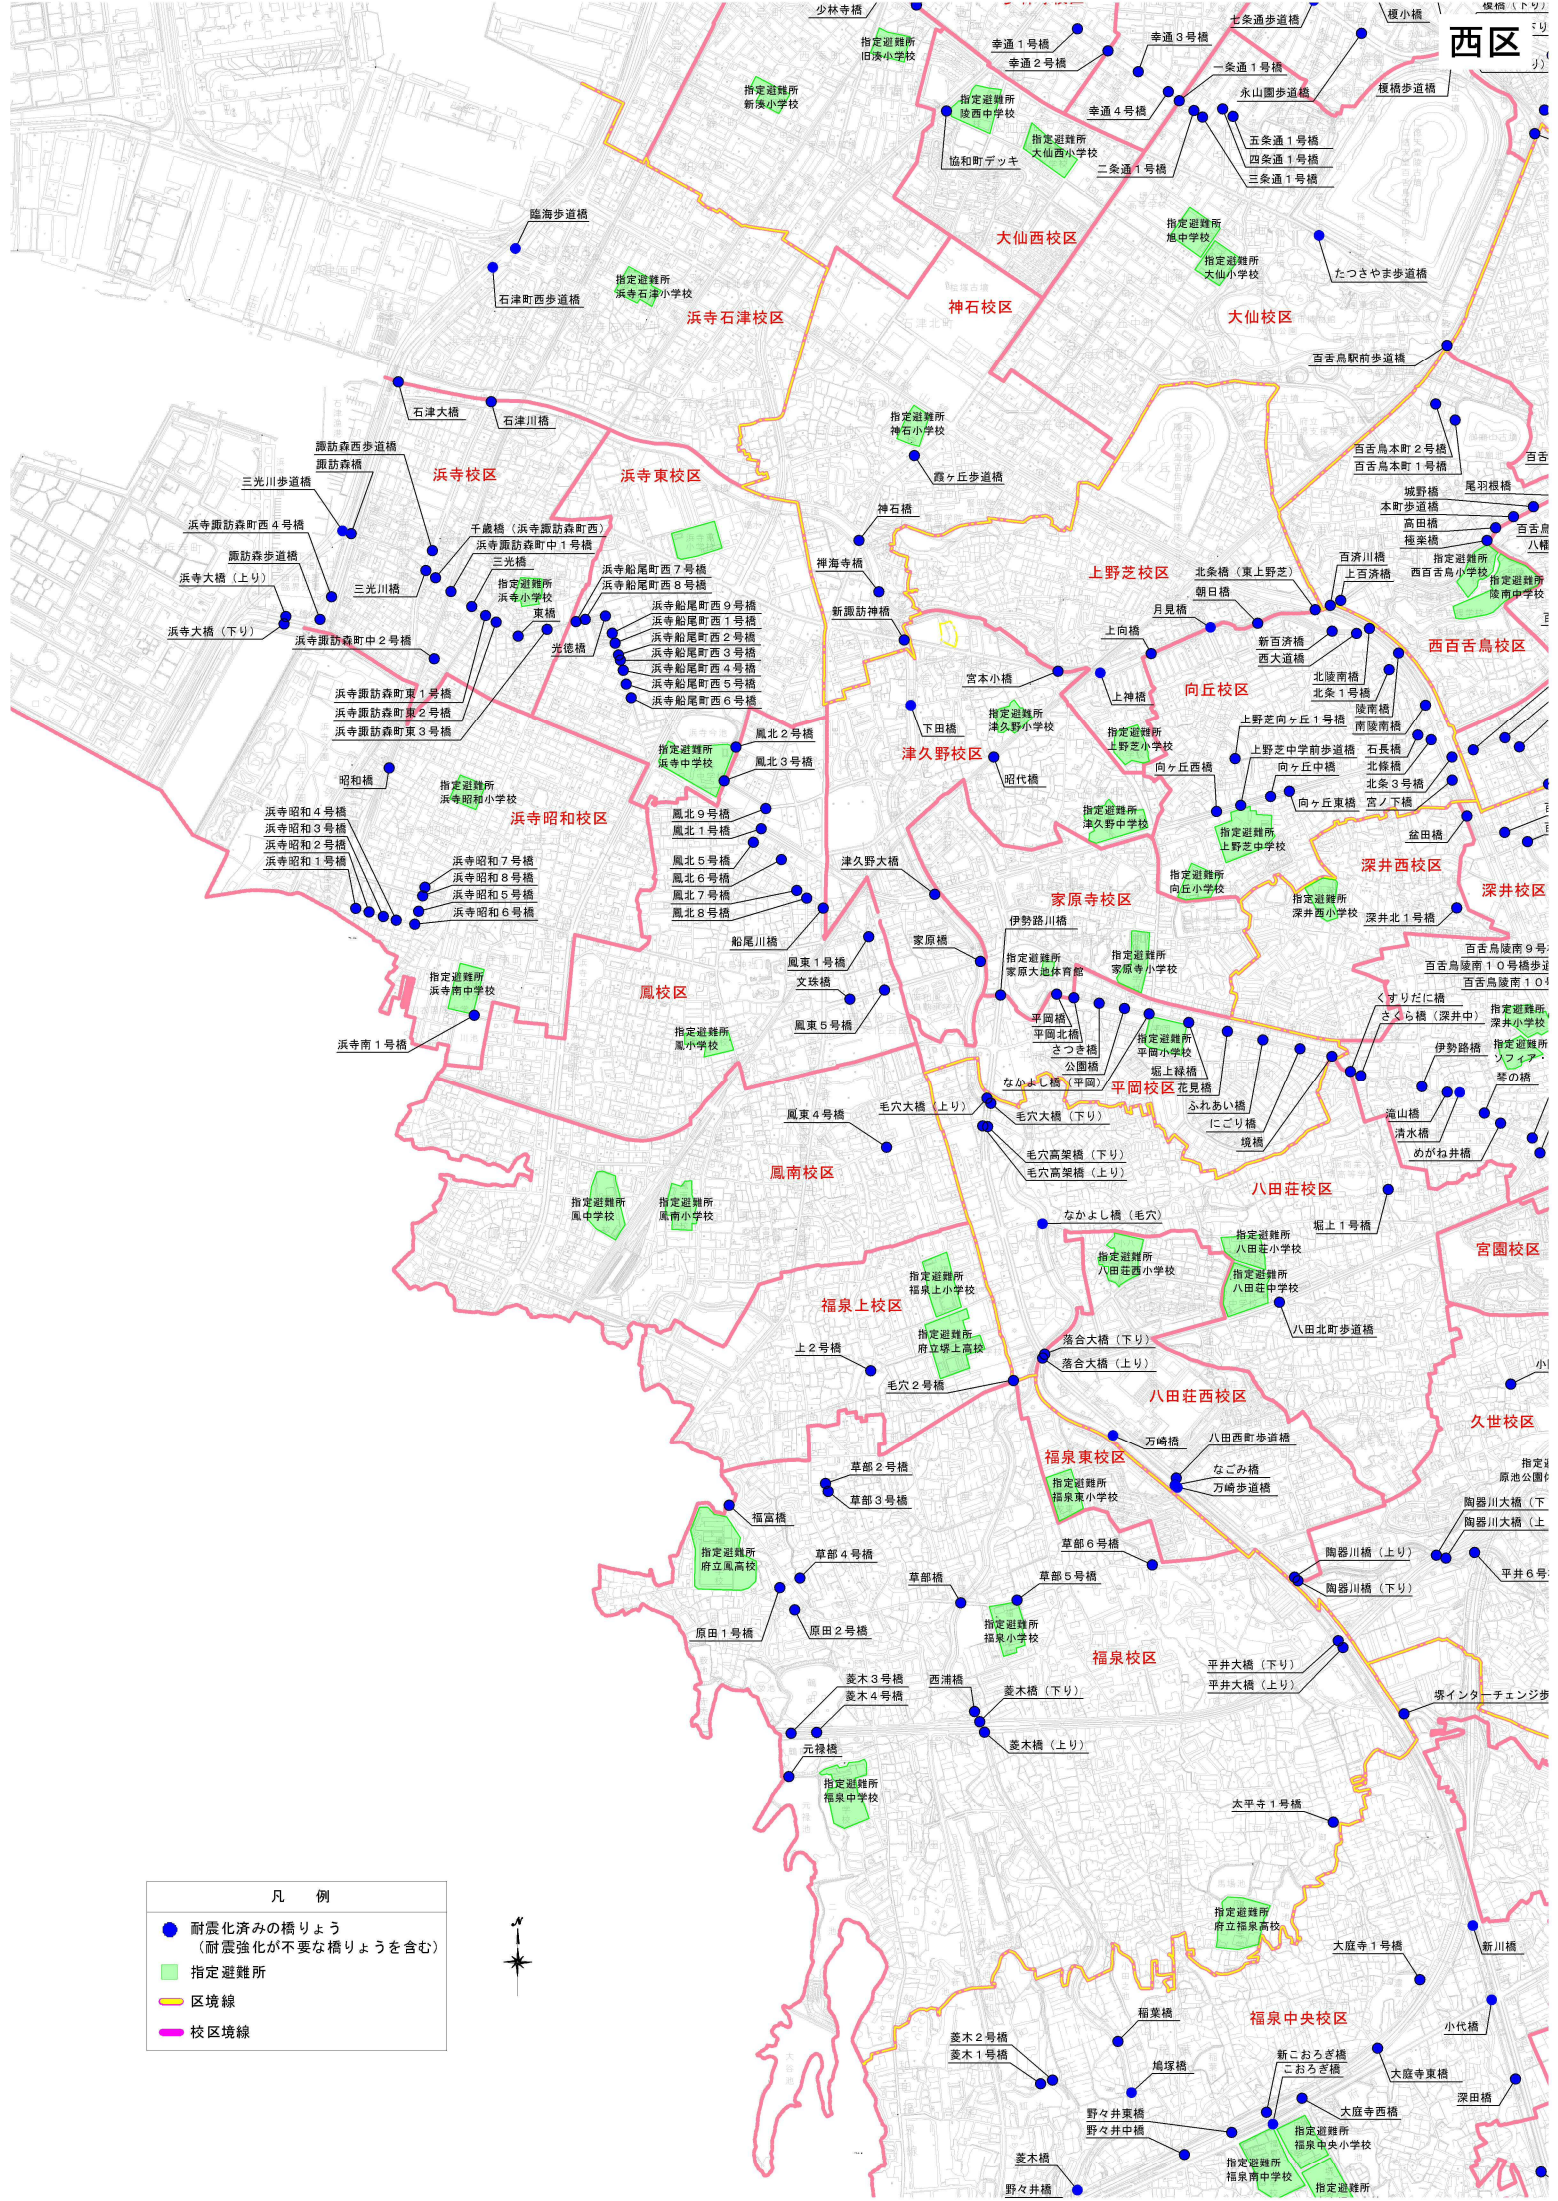 西区
少林寺橋
七条通歩道橋
榎小橋
幸通１号橋
幸通２号橋
幸通３号橋
一条通１号橋
幸通４号橋
永山園歩道橋
榎橋歩道橋
指定避難所
旧湊小学校
指定避難所
新湊小学校
指定避難所
陵西中学校
指定避難所
大仙西小学校
協和町デッキ
二条通１号橋
五条通１号橋
四条通１号橋
三条通１号橋
臨海歩道橋
石津町西歩道橋
指定避難所
浜寺石津小学校
浜寺石津校区
大仙西校区
神石校区
指定避難所
旭中学校
指定避難所
大仙小学校
大仙校区
たつさやま歩道橋
百舌鳥駅前歩道橋
石津大橋
石津川橋
諏訪森西歩道橋
諏訪森橋
三光川歩道橋
浜寺校区
浜寺東校区
指定避難所
神石小学校
霞ヶ丘歩道橋
百舌鳥本町２号橋
百舌鳥本町１号橋
尾羽根橋
城野橋
本町歩道橋
高田橋
極楽橋
浜寺諏訪森町西４号橋
諏訪森歩道橋
浜寺大橋（上り）
浜寺大橋（下り）
浜寺諏訪森町中２号橋
三光川橋
千歳橋（浜寺諏訪森町西）
浜寺諏訪森町中１号橋
三光橋
指定避難所
浜寺小学校
東橋
光徳橋
浜寺船尾町西７号橋
浜寺船尾町西８号橋
浜寺船尾町西９号橋
浜寺船尾町西１号橋
浜寺船尾町西２号橋
浜寺船尾町西３号橋
浜寺船尾町西４号橋
浜寺船尾町西５号橋
浜寺船尾町西６号橋
神石橋
禅海寺橋
新諏訪神橋
上野芝校区
北条橋（東上野芝）
朝日橋
月見橋
百済川橋
上百済橋
指定避難所
西百舌鳥小学校
指定避難所
陵南中学校
西百舌鳥校区
上向橋
新百済橋
西大道橋
宮本小橋
上神橋
向丘校区
北陵南橋
北条１号橋
陵南橋
南陵南橋
浜寺諏訪森町東１号橋
浜寺諏訪森町東２号橋
浜寺諏訪森町東３号橋
下田橋
指定避難所
津久野小学校
津久野校区
指定避難所
上野芝小学校
上野芝向ヶ丘１号橋
上野芝中学前歩道橋
石長橋
北條橋
北条３号橋
宮ノ下橋
向ヶ丘西橋
向ヶ丘中橋
向ヶ丘東橋
昭代橋
指定避難所
浜寺中学校
鳳北２号橋
鳳北３号橋
昭和橋
指定避難所
浜寺昭和小学校
浜寺昭和校区
浜寺昭和４号橋
浜寺昭和３号橋
浜寺昭和２号橋
浜寺昭和１号橋
浜寺昭和７号橋
浜寺昭和８号橋
浜寺昭和５号橋
浜寺昭和６号橋
鳳北９号橋
鳳北１号橋
鳳北５号橋
鳳北６号橋
鳳北７号橋
鳳北８号橋
船尾川橋
津久野大橋
指定避難所
津久野中学校
指定避難所
上野芝中学校
盆田橋
深井西校区
深井校区
指定避難所
向丘小学校
指定避難所
深井西小学校
深井北１号橋
家原寺校区
伊勢路川橋
家原橋
鳳東１号橋
文珠橋
鳳東５号橋
指定避難所
家原大池体育館
指定避難所
家原寺小学校
指定避難所
浜寺南中学校
浜寺南１号橋
鳳校区
指定避難所
鳳小学校
平岡橋
平岡北橋
さつき橋
公園橋
なかよし橋（平岡）
指定避難所
平岡小学校
堀上緑橋
花見橋
平岡校区
ふれあい橋
にごり橋
境橋
くすりだに橋
さくら橋（深井中）
指定避難所
深井小学校
伊勢路橋
琴の橋
滝山橋
清水橋
めがね井橋
毛穴大橋（上り）
毛穴大橋（下り）
毛穴高架橋（下り）
毛穴高架橋（上り）
鳳東４号橋
鳳南校区
指定避難所
鳳中学校
指定避難所
鳳南小学校
なかよし橋（毛穴）
八田荘校区
堀上１号橋
宮園校区
指定避難所
八田荘西小学校
指定避難所
八田荘小学校
指定避難所
八田荘中学校
八田北町歩道橋
指定避難所
福泉上小学校
福泉上校区
指定避難所
府立堺上高校
上２号橋
毛穴２号橋
落合大橋（下り）
落合大橋（上り）
八田荘西校区
久世校区
万崎橋
八田西町歩道橋
なごみ橋
万崎歩道橋
福泉東校区
指定避難所
福泉東小学校
草部２号橋
草部３号橋
福富橋
指定避難所
府立鳳高校
草部４号橋
原田１号橋
原田２号橋
草部６号橋
草部橋
草部５号橋
指定避難所
福泉小学校
福泉校区
陶器川橋（上り）
陶器川橋（下り）
平井大橋（下り）
平井大橋（上り）
菱木３号橋
菱木４号橋
西浦橋
菱木橋（下り）
菱木橋（上り）
元禄橋
指定避難所
福泉中学校
太平寺１号橋
指定避難所
府立福泉高校
新川橋
大庭寺１号橋
小代橋
福泉中央校区
稲葉橋
菱木２号橋
菱木１号橋
鳩塚橋
新こおろぎ橋
こおろぎ橋
大庭寺東橋
深田橋
大庭寺西橋
野々井東橋
野々井中橋
指定避難所
福泉中央小学校
指定避難所
福泉南中学校
指定避難所
菱木橋
野々井橋
凡　例
耐震化済みの橋りょう
（耐震強化が不要な橋りょうを含む）
指定避難所
区境線
校区境線
N